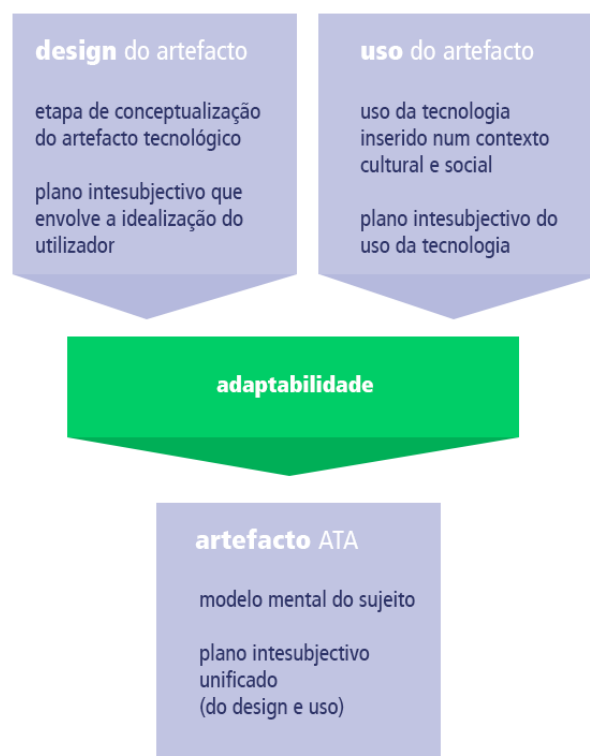 design do artefacto
etapa de conceptualização
do artefacto tecnológico
plano intesubjectivo que
envolve a idealização do
utilizador
uso do artefacto
uso da tecnologia
inserido num contexto
cultural e social
plano intesubjectivo do
uso da tecnologia
adaptabilidade
artefacto ATA
modelo mental do sujeito
plano intesubjectivo
unificado
(do design e uso)